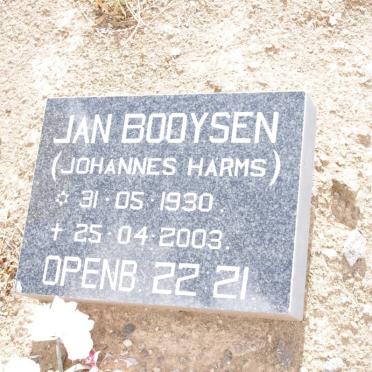 JAN BOOYSEN
(JOHANNES HARMS)
✡ 31·05·1930.
✝ 25·04·2003.
OPENB. 22 21